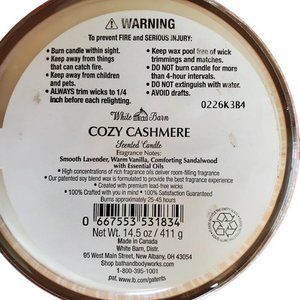 ⚠ WARNING
To prevent FIRE and SERIOUS INJURY:
• Burn candle within sight.
• Keep away from things
that can catch fire.
• Keep away from children
and pets.
• ALWAYS trim wicks to 1/4
inch before each relighting.
• Keep wax pool free of wick
trimmings and matches.
• DO NOT burn candle for more
than 4-hour intervals.
• DO NOT extinguish with water.
• AVOID drafts.
0226K3B4
White Barn
COZY CASHMERE
Scented Candle
Fragrance Notes:
Smooth Lavender, Warm Vanilla, Comforting Sandalwood
with Essential Oils
• High concentrations of rich fragrance oils deliver room-filling fragrance
• Our patented soy blend wax is formulated to provide the best fragrance experience
• Created with premium lead-free wicks
• 100% Crafted with you in mind • 100% Satisfaction Guaranteed
Burns approximately 25-45 hours
0 667553 531834
Net Wt. 14.5 oz / 411 g
Made in Canada
White Barn, Distr.
95 West Main Street, New Albany, OH 43054
Shop bathandbodyworks.com
1-800-395-1001
www.lb.com/patents